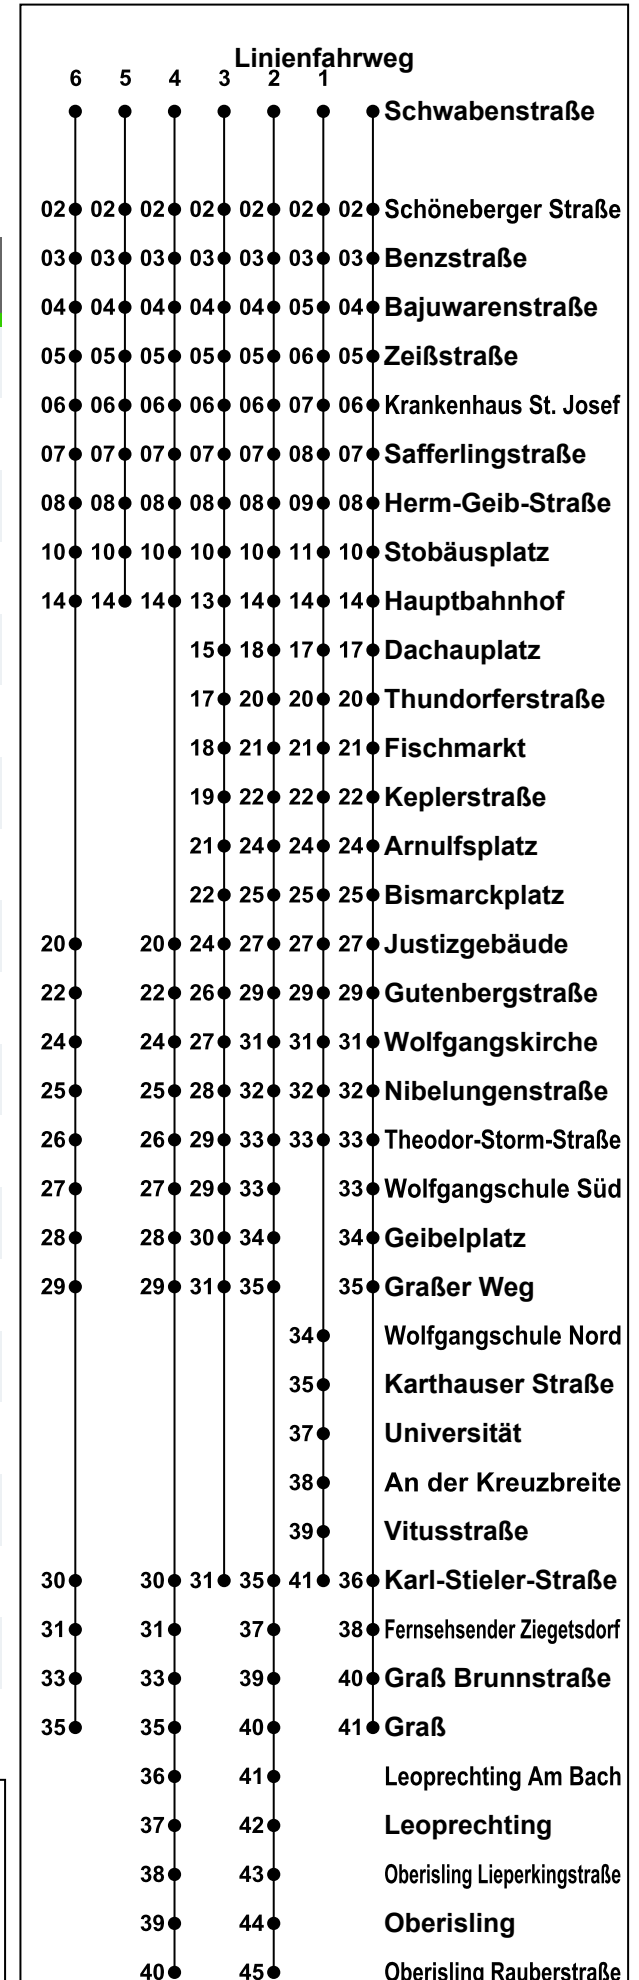 Linienfahrweg
6 5 4 3 2 1
Schwabenstraße
02 02 02 02 02 02 02 Schöneberger Straße
03 03 03 03 03 03 03 Benzstraße
04 04 04 04 04 05 04 Bajuwarenstraße
05 05 05 05 05 06 05 Zeißstraße
06 06 06 06 06 07 06 Krankenhaus St. Josef
07 07 07 07 07 08 07 Safferlingstraße
08 08 08 08 08 09 08 Herm-Geib-Straße
10 10 10 10 10 11 10 Stobäusplatz
14 14 14 13 14 14 14 Hauptbahnhof
15 18 17 17 Dachauplatz
17 20 20 20 Thundorferstraße
18 21 21 21 Fischmarkt
19 22 22 22 Keplerstraße
21 24 24 24 Arnulfsplatz
22 25 25 25 Bismarckplatz
20 20 24 27 27 27 Justizgebäude
22 22 26 29 29 29 Gutenbergstraße
24 24 27 31 31 31 Wolfgangskirche
25 25 28 32 32 32 Nibelungenstraße
26 26 29 33 33 33 Theodor-Storm-Straße
27 27 29 33 33 Wolfgangschule Süd
28 28 30 34 34 Geibelplatz
29 29 31 35 35 Graßer Weg
34 Wolfgangschule Nord
35 Karthauser Straße
37 Universität
38 An der Kreuzbreite
39 Vitusstraße
30 30 31 35 41 36 Karl-Stieler-Straße
31 31 37 38 Fernsehsender Ziegetsdorf
33 33 39 40 Graß Brunnstraße
35 35 40 41 Graß
36 41 Leoprechting Am Bach
37 42 Leoprechting
38 43 Oberisling Lieperkingstraße
39 44 Oberisling
40 45 Oberisling Rauberstraße